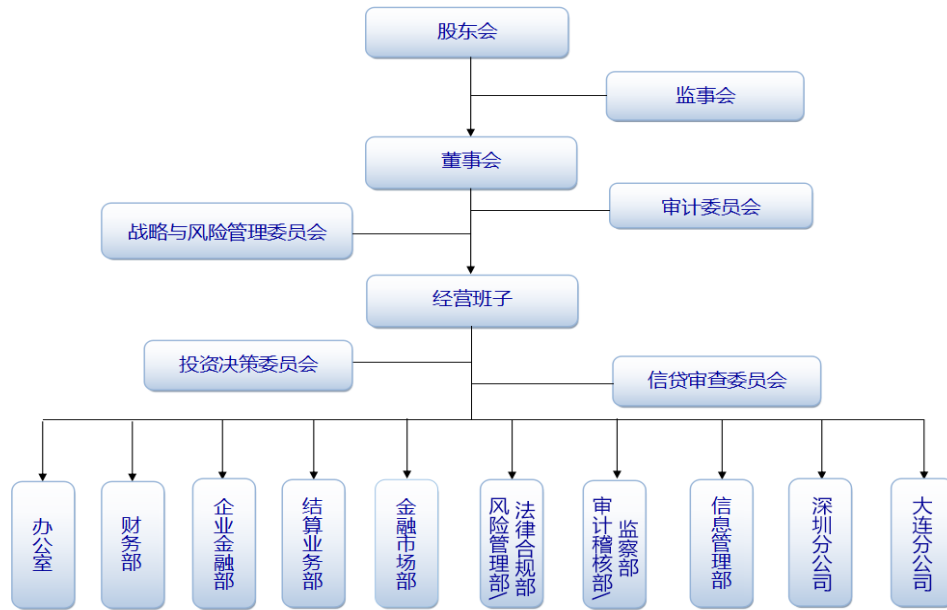 股东会
监事会
董事会
审计委员会
战略与风险管理委员会
经营班子
投资决策委员会
信贷审查委员会
办公室
财务部
企业金融部
结算业务部
金融市场部
风险管理部/
法律合规部
审计稽核部/
监察部
信息管理部
深圳分公司
大连分公司